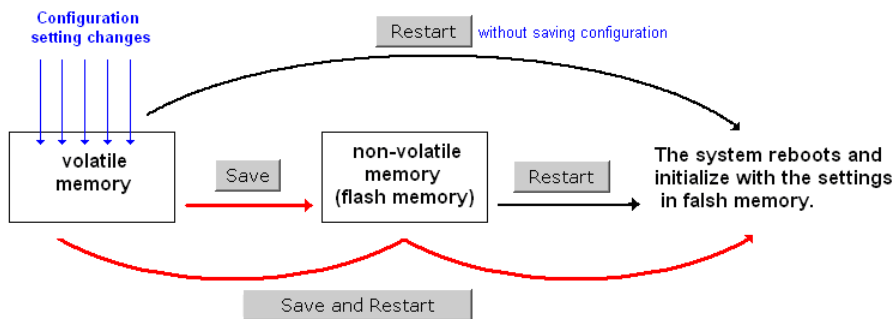 Configuration
setting changes
Restart without saving configuration
volatile
memory
Save
non-volatile
memory
(flash memory)
Restart
The system reboots and
initialize with the settings
in falsh memory.
Save and Restart